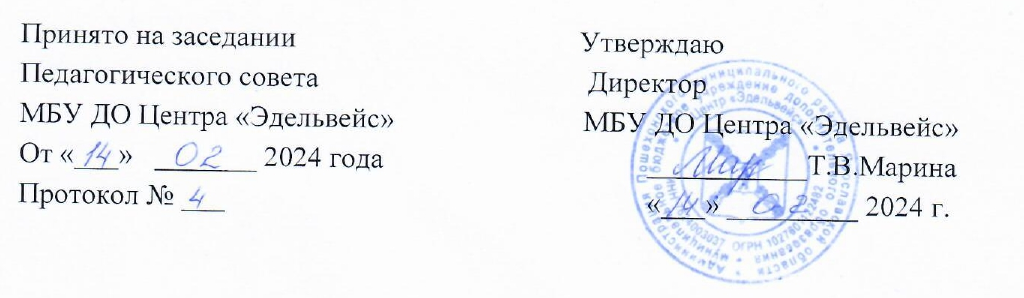 Принято на заседании
Педагогического совета
МБУ ДО Центра «Эдельвейс»
От «14» 02 2024 года
Протокол № 4
Утверждаю
Директор
МБУ ДО Центра «Эдельвейс»
Т.В.Марина
«14» 02 2024 г.